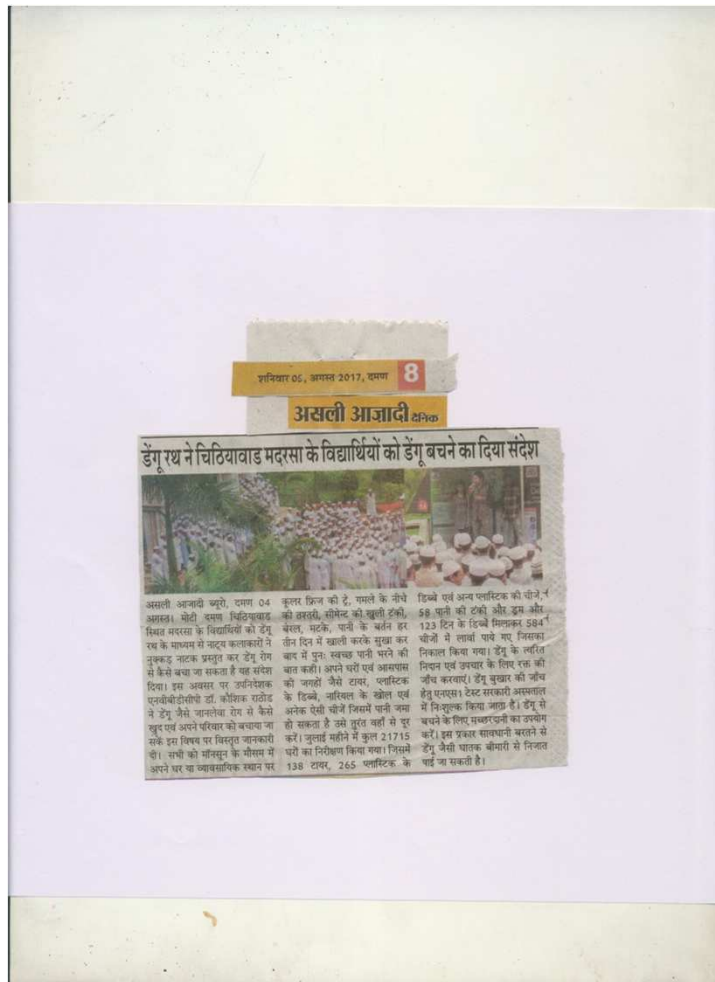 शनिवार 05, अगस्त 2017, दमण 8
असली आज़ादी दैनिक
डेंगू रथ ने चिठियावाड मदरसा के विद्यार्थियों को डेंगू बचने का दिया संदेश
असली आजादी ब्यूरो, दमण 04
अगस्त। मोटी दमण चिठियावाड
स्थित मदरसा के विद्यार्थियों को डेंगू
रथ के माध्यम से नाट्य कलाकारों ने
नुक्कड़ नाटक प्रस्तुत कर डेंगू रोग
से कैसे बचा जा सकता है यह संदेश
दिया। इस अवसर पर उपनिदेशक
एनवीबीडीसीपी डॉ. कौशिक राठोड
ने डेंगू जैसे जानलेवा रोग से कैसे
खुद एवं अपने परिवार को बचाया जा
सके इस विषय पर विस्तृत जानकारी
दी। सभी को मॉनसून के मौसम में
अपने घर या व्यावसायिक स्थान पर
कूलर फ्रिज की ट्रे, गमले के नीचे
की तश्तरी, सीमेन्ट की खुली टंकी,
बेरल, मटके, पानी के बर्तन हर
तीन दिन में खाली करके सुखा कर
बाद में पुनः स्वच्छ पानी भरने की
बात कही। अपने घरों एवं आसपास
की जगहों जैसे टायर, प्लास्टिक
के डिब्बे, नारियल के खोल एवं
अनेक ऐसी चीजें जिसमें पानी जमा
हो सकता है उसे तुरंत वहाँ से दूर
करें। जुलाई महीने में कुल 21715
घरों का निरीक्षण किया गया। जिसमें
138 टायर, 265 प्लास्टिक के
डिब्बे एवं अन्य प्लास्टिक की चीजें,
58 पानी की टंकी और ड्रम और
123 टिन के डिब्बे मिलाकर 584
चीजों में लार्वा पाये गए जिसका
निकाल किया गया। डेंगू के त्वरित
निदान एवं उपचार के लिए रक्त की
जाँच करवाएं। डेंगू बुखार की जाँच
हेतु एनएस1 टेस्ट सरकारी अस्पताल
में निःशुल्क किया जाता है। डेंगू से
बचने के लिए मच्छरदानी का उपयोग
करें। इस प्रकार सावधानी बरतने से
डेंगू जैसी घातक बीमारी से निजात
पाई जा सकती है।